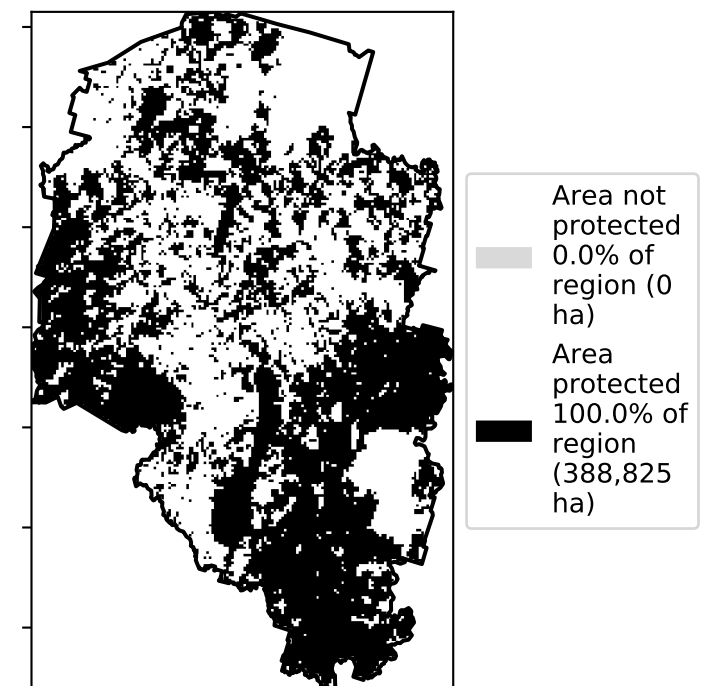 Area not
protected
0.0% of
region (0
ha)
Area
protected
100.0% of
region
(388,825
ha)